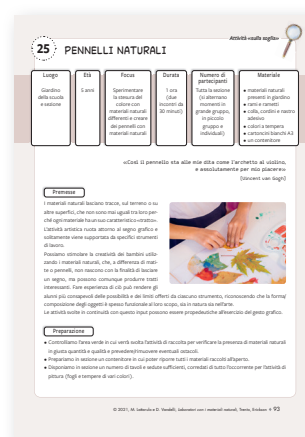 Attività «sulla soglia»
25 PENNELLI NATURALI
Luogo
Giardino
della scuola
e sezione
Età
5 anni
Focus
Sperimentare
la stesura del
colore con
materiali naturali
differenti e creare
dei pennelli con
materiali naturali
Durata
1 ora
(due
incontri da
30 minuti)
Numero di
partecipanti
Tutta la sezione
(si alternano
momenti in
grande gruppo,
in piccolo
gruppo e
individuali)
Materiale
• materiali naturali
presenti in giardino
• rami e rametti
• colla, cordini e nastro
adesivo
• colori a tempera
• cartoncini bianchi A3
• un contenitore
«Così il pennello sta alle mie dita come l'archetto al violino,
e assolutamente per mio piacere»
(Vincent van Gogh)
Premesse
I materiali naturali lasciano tracce, sul terreno o su
altre superfici, che non sono mai uguali tra loro per-
ché ogni materiale ha un suo caratteristico «tratto».
L'attività artistica ruota attorno al segno grafico e
solitamente viene supportata da specifici strumenti
di lavoro.
Possiamo stimolare la creatività dei bambini utiliz-
zando i materiali naturali, che, a differenza di mati-
te o pennelli, non nascono con la finalità di lasciare
un segno, ma possono comunque produrre tratti
interessanti. Fare esperienza di ciò può rendere gli
alunni più consapevoli delle possibilità e dei limiti offerti da ciascuno strumento, riconoscendo che la forma/
composizione degli oggetti è spesso funzionale al loro scopo, sia in natura sia nell'arte.
Le attività svolte in continuità con questo input possono essere propedeutiche all'esercizio del gesto grafico.
Preparazione
• Controlliamo l'area verde in cui verrà svolta l'attività di raccolta per verificare la presenza di materiali naturali
in giusta quantità e qualità e prevedere/rimuovere eventuali ostacoli.
• Prepariamo in sezione un contenitore in cui poter riporre tutti i materiali raccolti all'aperto.
• Disponiamo in sezione un numero di tavoli e sedute sufficienti, corredati di tutto l'occorrente per l'attività di
pittura (fogli e tempere di vari colori).
© 2021, M. Iaderola e D. Vandelli, Laboratori con i materiali naturali, Trento, Erickson • 93